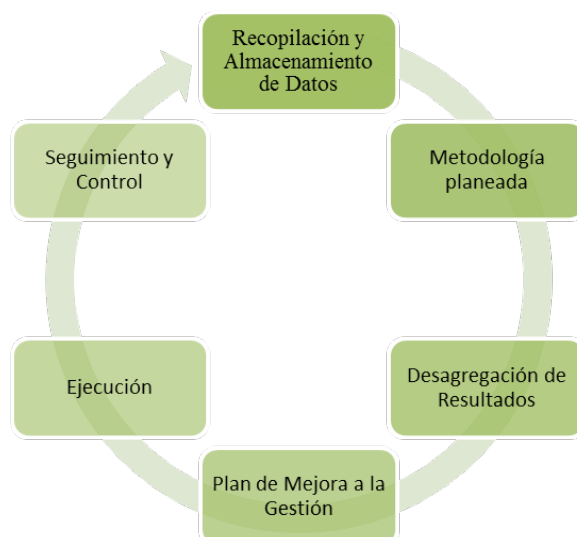 Recopilación y
Almacenamiento
de Datos
Metodología
planeada
Desagregación de
Resultados
Plan de Mejora a la
Gestión
Ejecución
Seguimiento y
Control